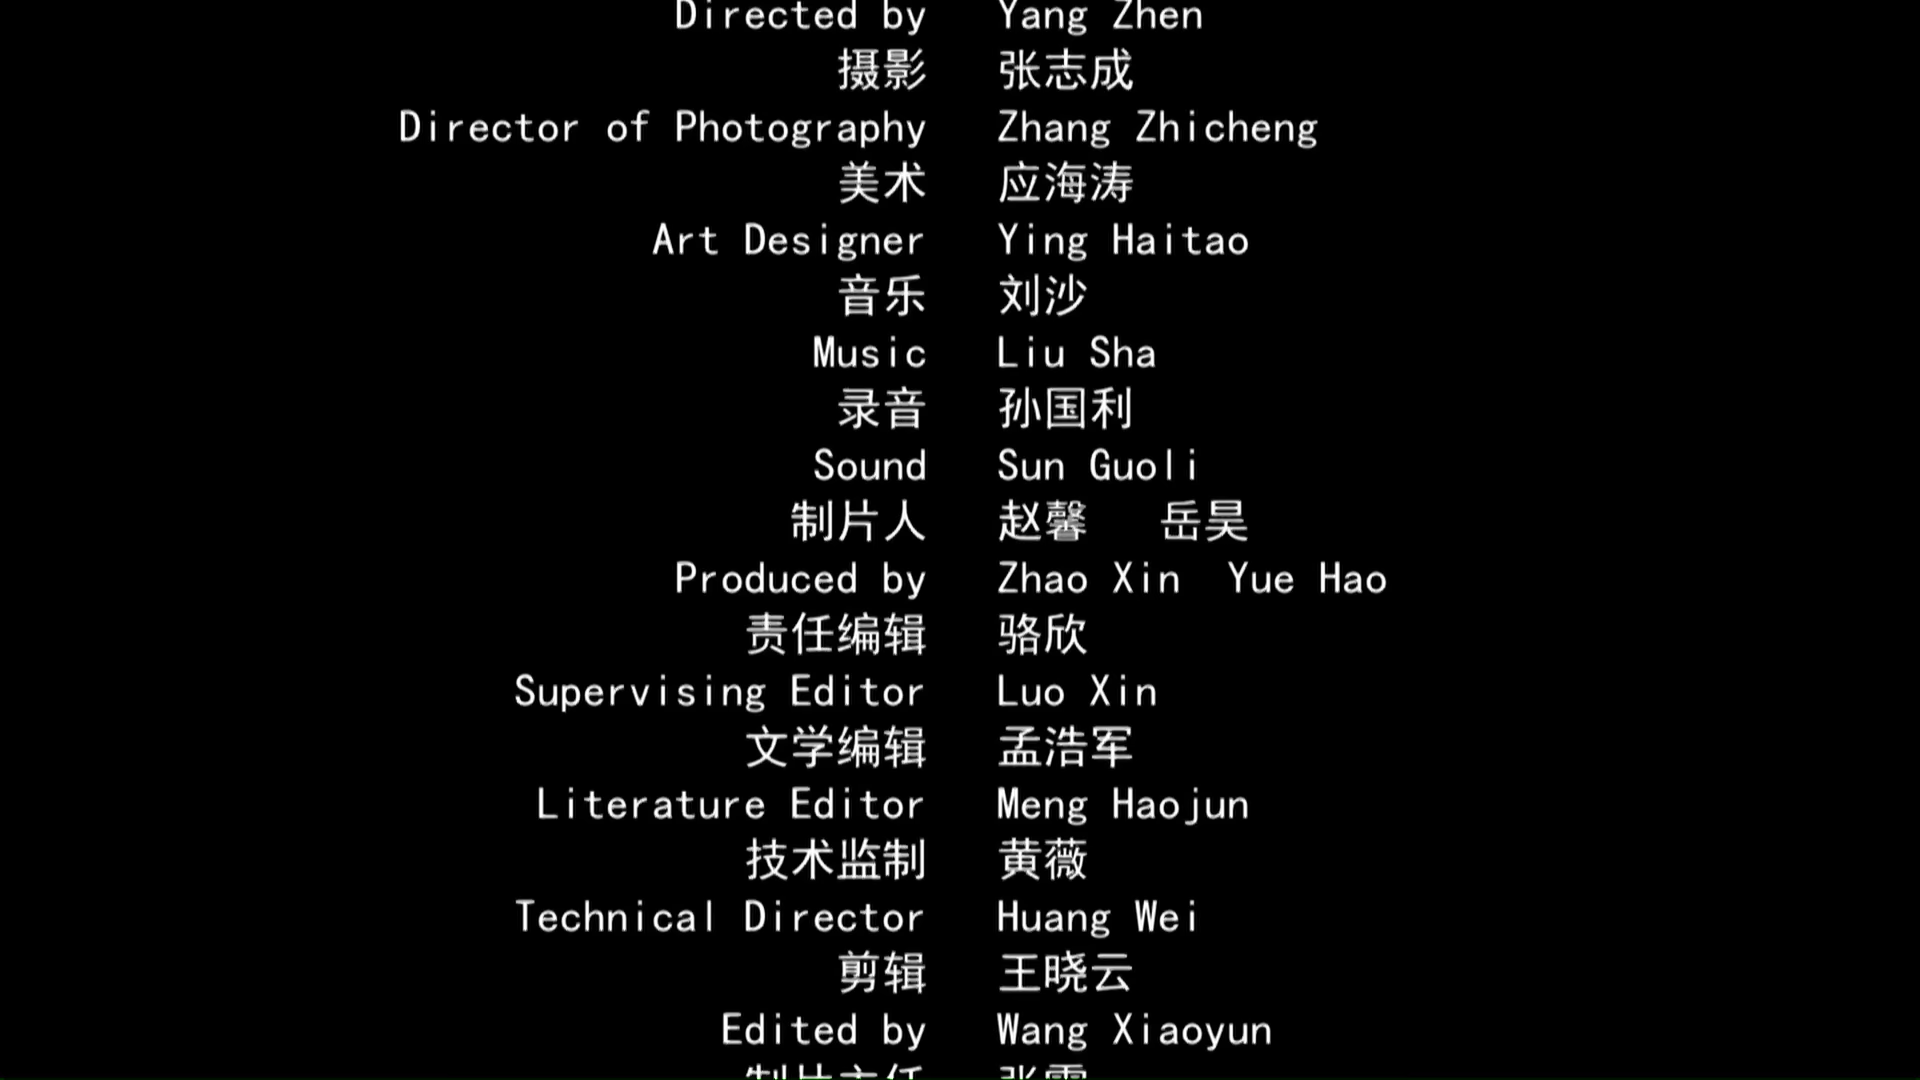 Directed by Yang Zhen
摄影 张志成
Director of Photography Zhang Zhicheng
美术 应海涛
Art Designer Ying Haitao
音乐 刘沙
Music Liu Sha
录音 孙国利
Sound Sun Guoli
制片人 赵馨 岳昊
Produced by Zhao Xin Yue Hao
责任编辑 骆欣
Supervising Editor Luo Xin
文学编辑 孟浩军
Literature Editor Meng Haojun
技术监制 黄薇
Technical Director Huang Wei
剪辑 王晓云
Edited by Wang Xiaoyun
制片主任